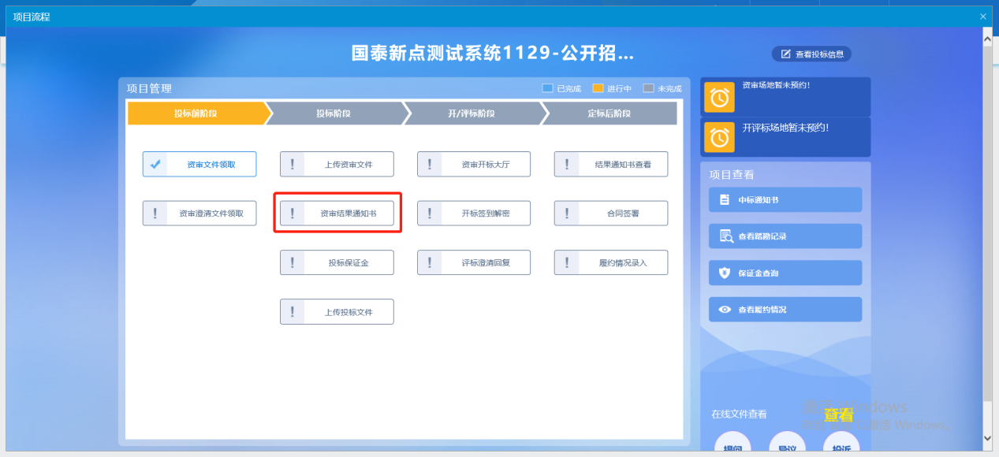 项目流程
国泰新点测试系统1129-公开招...
查看投标信息
项目管理
已完成
进行中
未完成
投标前阶段
投标阶段
开/评标阶段
定标后阶段
资审文件领取
上传资审文件
资审开标大厅
结果通知书查看
资审澄清文件领取
资审结果通知书
开标签到解密
合同签署
投标保证金
评标澄清回复
履约情况录入
上传投标文件
资审场地暂未预约!
开评标场地暂未预约!
项目查看
中标通知书
查看踏勘记录
保证金查询
查看履约情况
在线文件查看
查看
激活 Windows
激活 Windows。
提问
异议
投诉